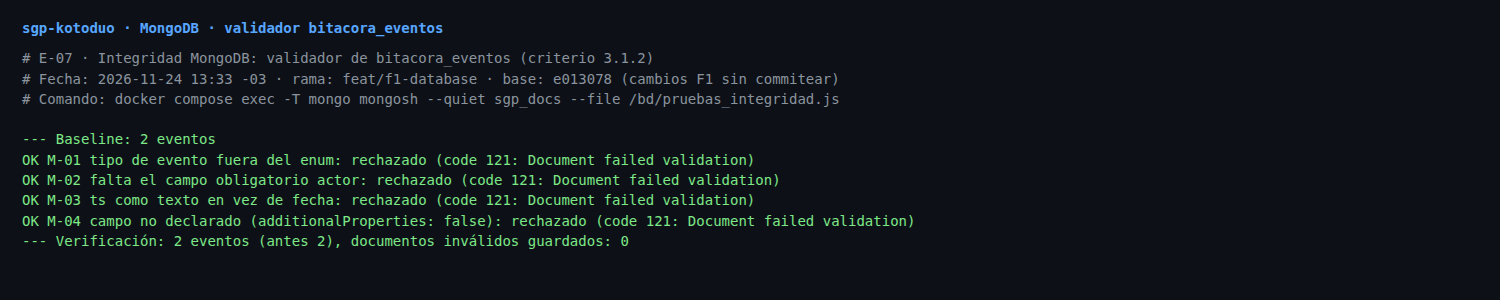 sgp-kotoduo · MongoDB · validador bitacora_eventos
# E-07 · Integridad MongoDB: validador de bitacora_eventos (criterio 3.1.2)
# Fecha: 2026-11-24 13:33 -03 · rama: feat/f1-database · base: e013078 (cambios F1 sin commitear)
# Comando: docker compose exec -T mongo mongosh --quiet sgp_docs --file /bd/pruebas_integridad.js
--- Baseline: 2 eventos
OK M-01 tipo de evento fuera del enum: rechazado (code 121: Document failed validation)
OK M-02 falta el campo obligatorio actor: rechazado (code 121: Document failed validation)
OK M-03 ts como texto en vez de fecha: rechazado (code 121: Document failed validation)
OK M-04 campo no declarado (additionalProperties: false): rechazado (code 121: Document failed validation)
--- Verificación: 2 eventos (antes 2), documentos inválidos guardados: 0